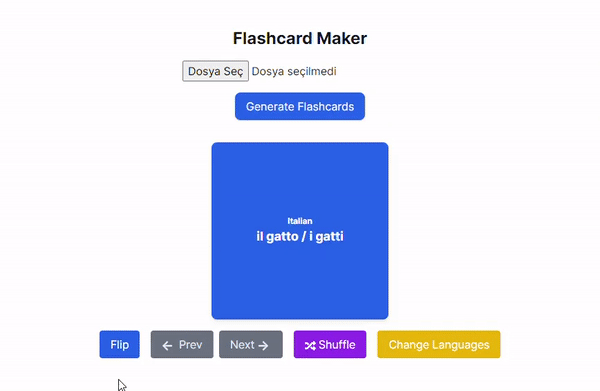 Flashcard Maker
Dosya Seç Dosya seçilmedi
Generate Flashcards
Italian
il gatto / i gatti
Flip ← Prev Next → Shuffle Change Languages